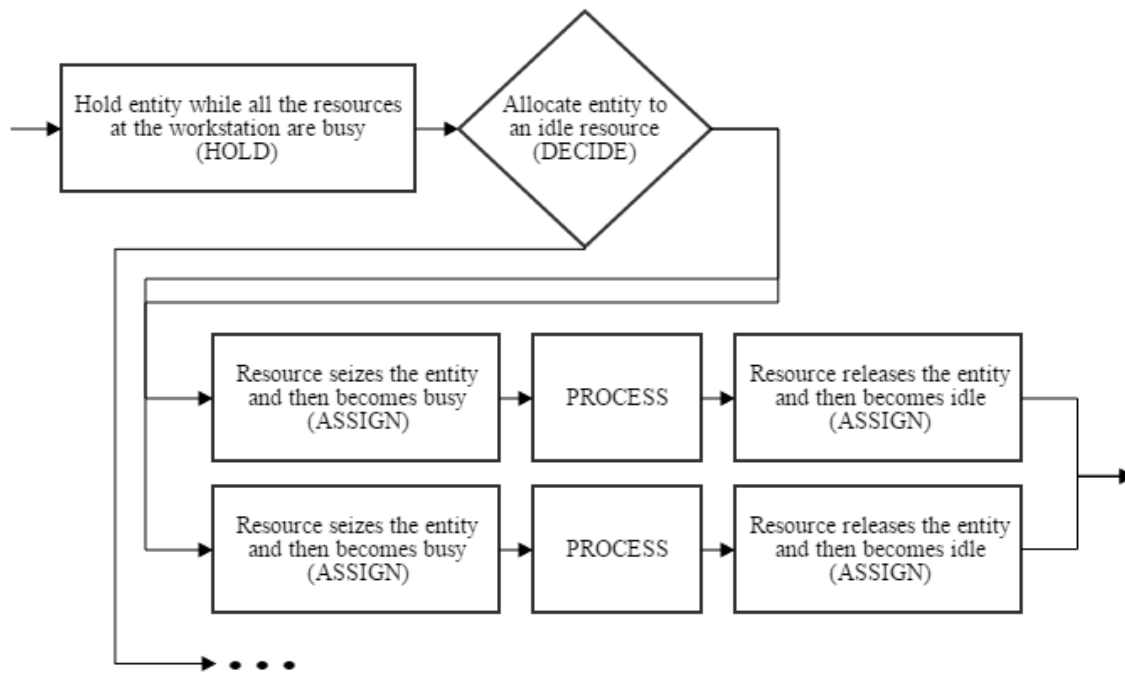 Hold entity while all the resources
at the workstation are busy
(HOLD)
Allocate entity to
an idle resource
(DECIDE)
Resource seizes the entity
and then becomes busy
(ASSIGN)
PROCESS
Resource releases the entity
and then becomes idle
(ASSIGN)
Resource seizes the entity
and then becomes busy
(ASSIGN)
PROCESS
Resource releases the entity
and then becomes idle
(ASSIGN)
• • •